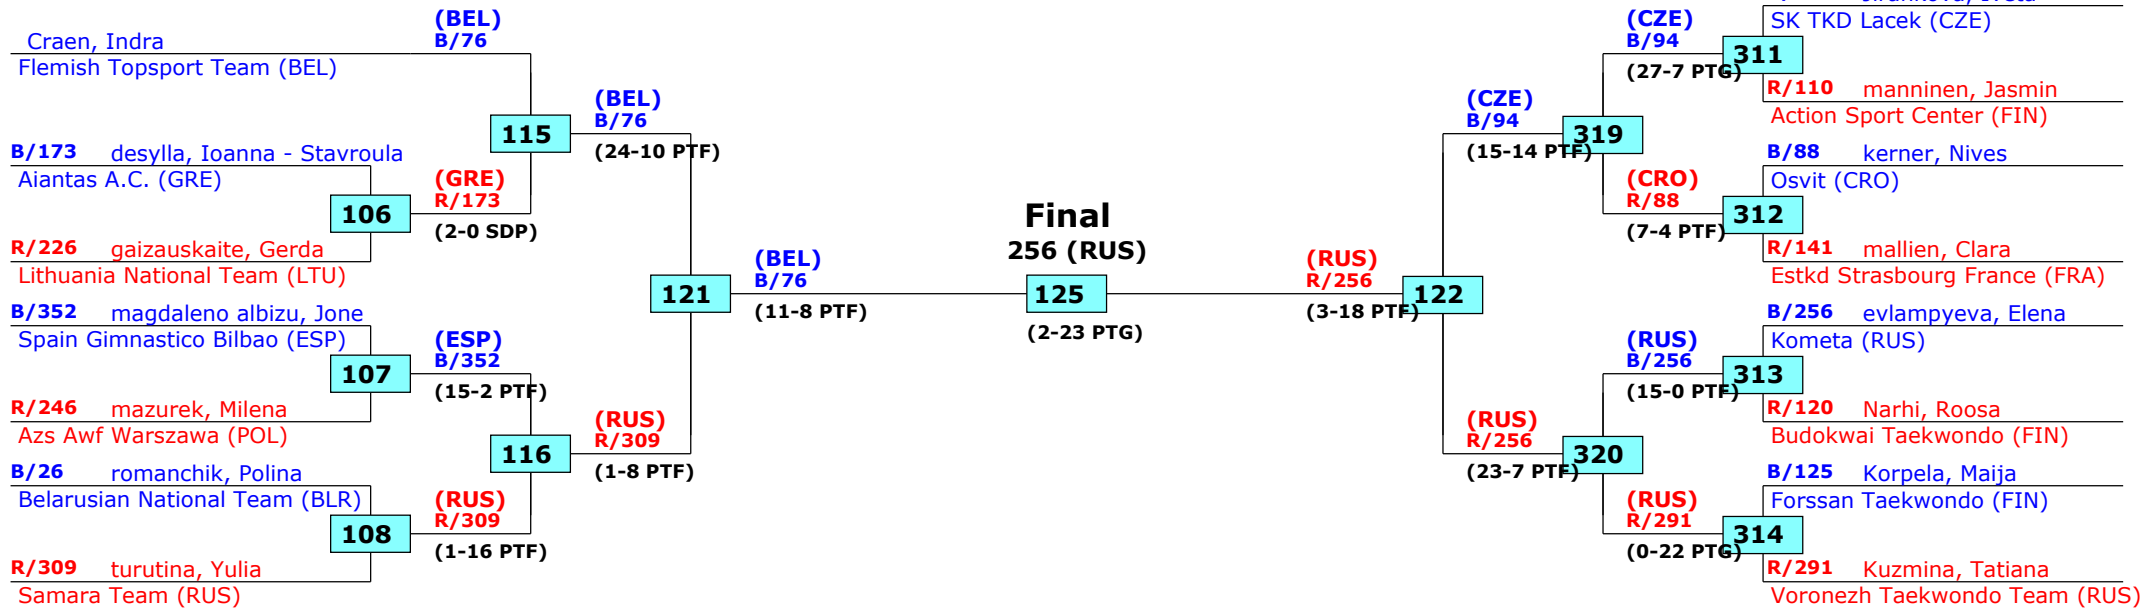 Craen, Indra
Flemish Topsport Team (BEL)
B/173 desylla, Ioanna - Stavroula
Aiantas A.C. (GRE)
R/226 gaizauskaite, Gerda
Lithuania National Team (LTU)
B/352 magdaleno albizu, Jone
Spain Gimnastico Bilbao (ESP)
R/246 mazurek, Milena
Azs Awf Warszawa (POL)
B/26 romanchik, Polina
Belarusian National Team (BLR)
R/309 turutina, Yulia
Samara Team (RUS)
106
107
108
(BEL)
B/76
(GRE)
R/173
(2-0 SDP)
(ESP)
B/352
(15-2 PTF)
(RUS)
R/309
(1-16 PTF)
115
116
(BEL)
B/76
(24-10 PTF)
(RUS)
R/309
(1-8 PTF)
121
(BEL)
B/76
(11-8 PTF)
Final
256 (RUS)
125
(2-23 PTG)
(RUS)
R/256
(3-18 PTF)
122
(CZE)
B/94
(15-14 PTF)
(RUS)
R/256
(23-7 PTF)
319
320
(CZE)
B/94
(27-7 PTG)
(CRO)
R/88
(7-4 PTF)
(RUS)
B/256
(15-0 PTF)
(RUS)
R/291
(0-22 PTG)
311
312
313
314
SK TKD Lacek (CZE)
R/110 manninen, Jasmin
Action Sport Center (FIN)
B/88 kerner, Nives
Osvit (CRO)
R/141 mallien, Clara
Estkd Strasbourg France (FRA)
B/256 evlampyeva, Elena
Kometa (RUS)
R/120 Narhi, Roosa
Budokwai Taekwondo (FIN)
B/125 Korpela, Maija
Forssan Taekwondo (FIN)
R/291 Kuzmina, Tatiana
Voronezh Taekwondo Team (RUS)